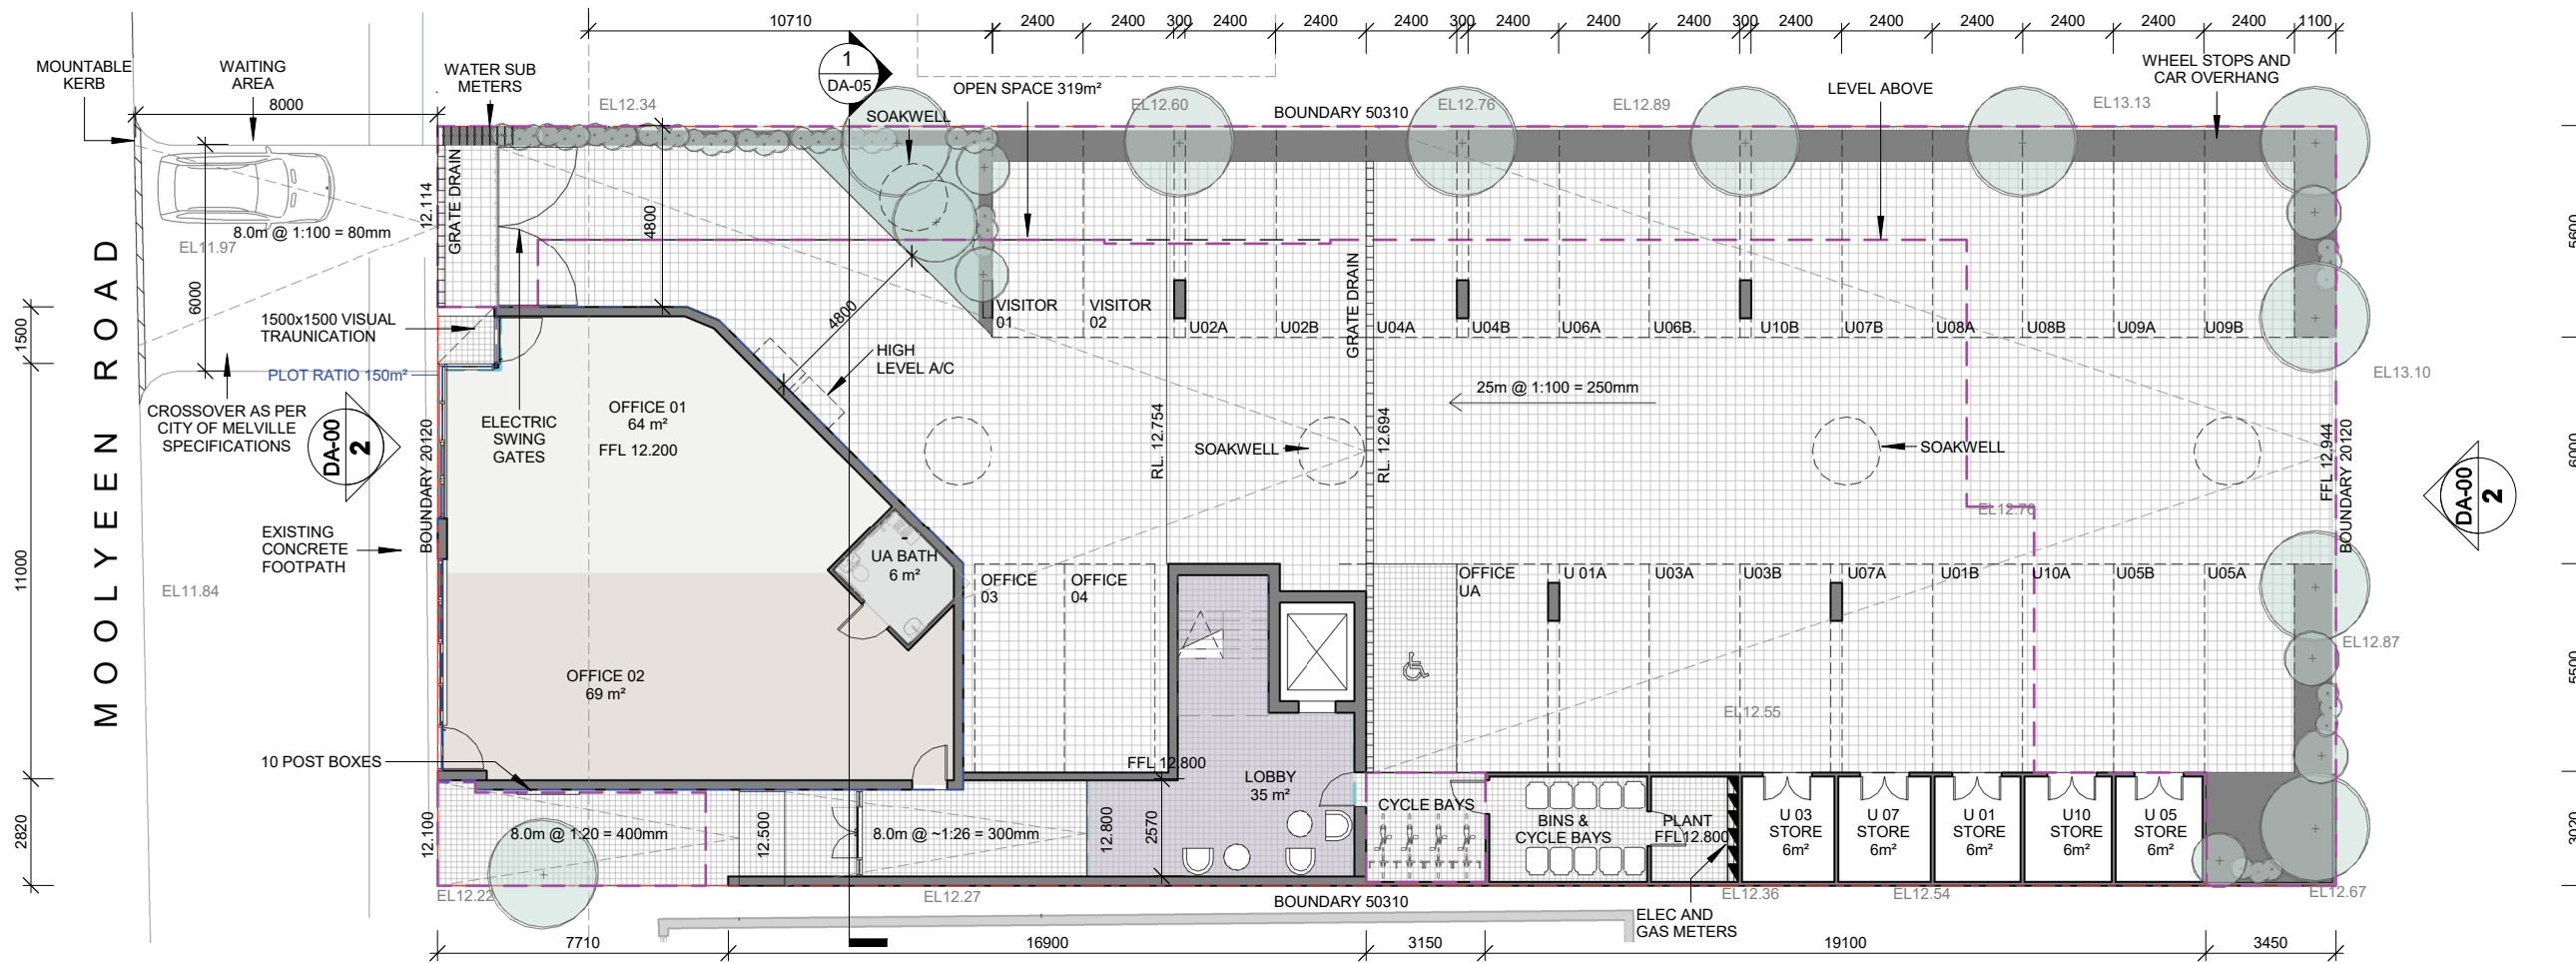 10710
2400
2400
300
2400
2400
2400
300
2400
2400
300
2400
2400
2400
2400
2400
1100
MOUNTABLE
KERB
WAITING
AREA
WATER SUB
METERS
1
DA-05
OPEN SPACE 319m²
LEVEL ABOVE
WHEEL STOPS AND
CAR OVERHANG
8000
EL12.34
SOAKWELL
EL12.60
BOUNDARY 50310
EL12.76
EL12.89
EL13.13
12.114
GRATE DRAIN
4800
8.0m @ 1:100 = 80mm
EL11.97
6000
5600
MOOLYEEN ROAD
1500
1500x1500 VISUAL
TRAUNICATION
PLOT RATIO 150m²
CROSSOVER AS PER
CITY OF MELVILLE
SPECIFICATIONS
DA-00
2
BOUNDARY 20120
ELECTRIC
SWING
GATES
OFFICE 01
64 m²
FFL 12.200
4800
HIGH
LEVEL A/C
VISITOR
01
VISITOR
02
U02A
U02B
GRATE DRAIN
U04A
U04B
U06A
U06B.
U10B
U07B
U08A
U08B
U09A
U09B
25m @ 1:100 = 250mm
EL13.10
RL. 12.754
SOAKWELL
RL. 12.694
SOAKWELL
FFL 12.944
BOUNDARY 20120
6000
DA-00
2
EL12.76
EXISTING
CONCRETE
FOOTPATH
EL11.84
11000
UA BATH
6 m²
OFFICE
03
OFFICE
04
OFFICE
UA
U 01A
U03A
U03B
U07A
U01B
U10A
U05B
U05A
EL12.87
5500
OFFICE 02
69 m²
EL12.55
10 POST BOXES
FFL 12.800
LOBBY
35 m²
2820
12.100
8.0m @ 1:20 = 400mm
12.500
8.0m @ ~1:26 = 300mm
12.800
2570
CYCLE BAYS
BINS &
CYCLE BAYS
PLANT
FFL12.800
U 03
STORE
6m²
U 07
STORE
6m²
U 01
STORE
6m²
U10
STORE
6m²
U 05
STORE
6m²
3020
EL12.22
EL12.27
BOUNDARY 50310
EL12.36
EL12.54
EL12.67
ELEC AND
GAS METERS
7710
16900
3150
19100
3450